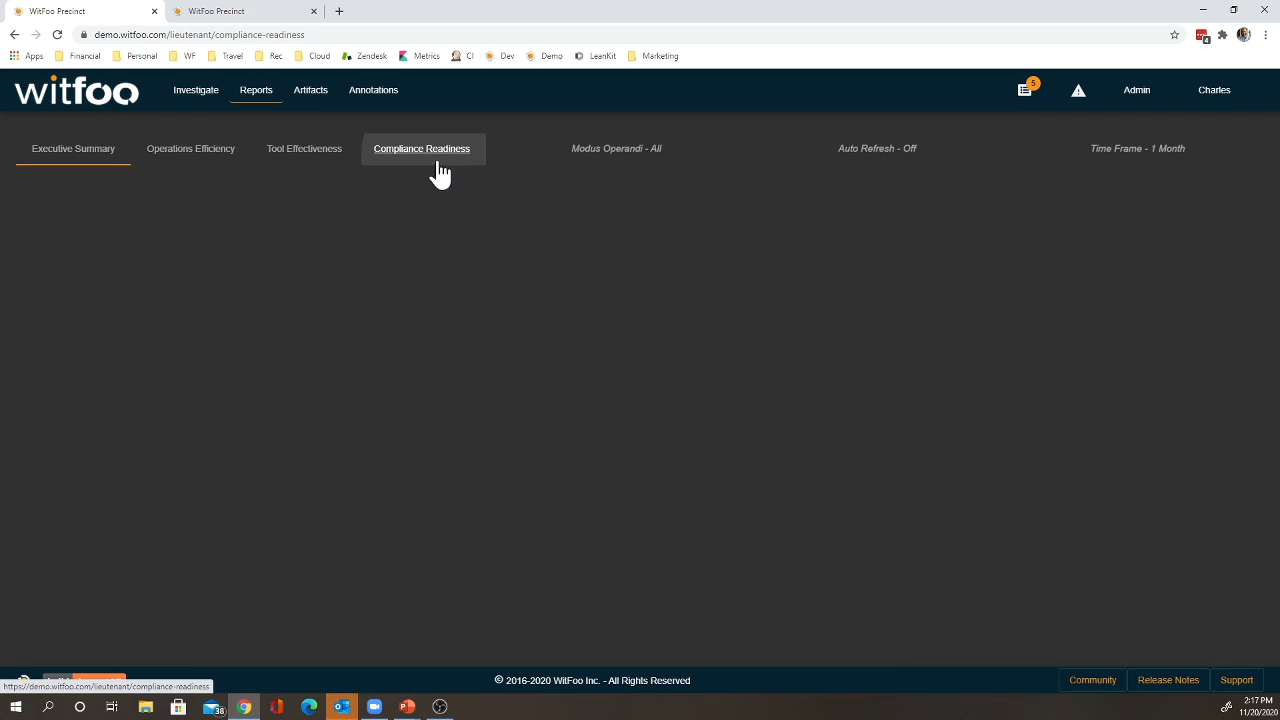 WitFoo Precinct
WitFoo Precinct
demo.witfoo.com/lieutenant/compliance-readiness
4
Apps Financial Personal WF Travel Rec Cloud Zendesk Metrics CI Dev Demo LeanKit Marketing
witfoo Investigate Reports Artifacts Annotations 5 Admin Charles
Executive Summary Operations Efficiency Tool Effectiveness Compliance Readiness Modus Operandi - All Auto Refresh - Off Time Frame - 1 Month
© 2016-2020 WitFoo Inc. - All Rights Reserved Community Release Notes Support
https://demo.witfoo.com/lieutenant/compliance-readiness
38
2:17 PM
11/20/2020